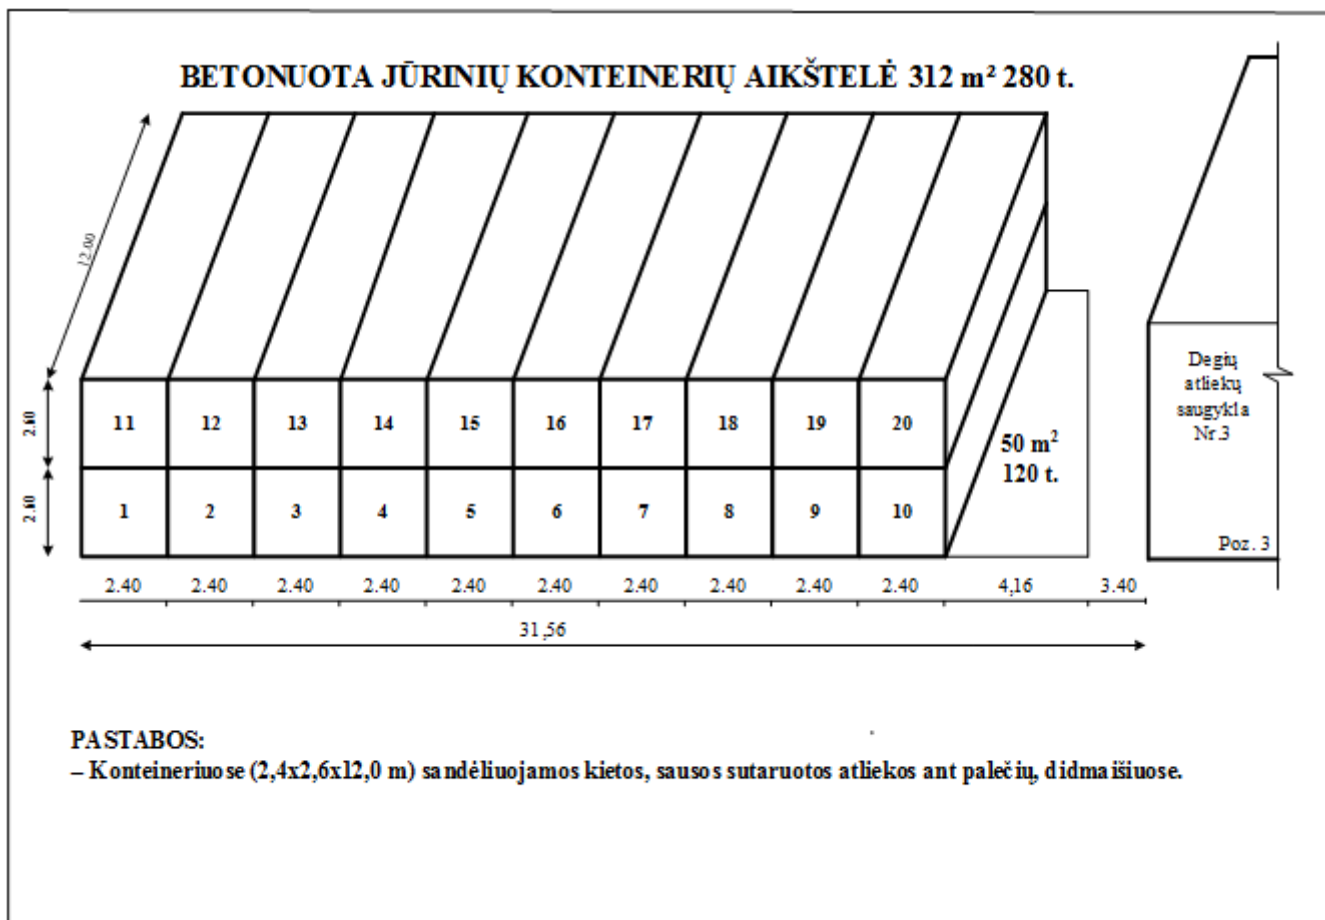 BETONUOTA JŪRINIŲ KONTEINERIŲ AIKŠTELĖ 312 m² 280 t.
12.00
Degių
atliekų
saugykla
Nr.3
2.60
11 12 13 14 15 16 17 18 19 20
50 m²
120 t.
2.60
1 2 3 4 5 6 7 8 9 10
Poz. 3
2.40 2.40 2.40 2.40 2.40 2.40 2.40 2.40 2.40 2.40 4,16 3.40
31,56
PASTABOS:
– Konteineriuose (2,4x2,6x12,0 m) sandėliuojamos kietos, sausos sutaruotos atliekos ant palečių, didmaišiuose.